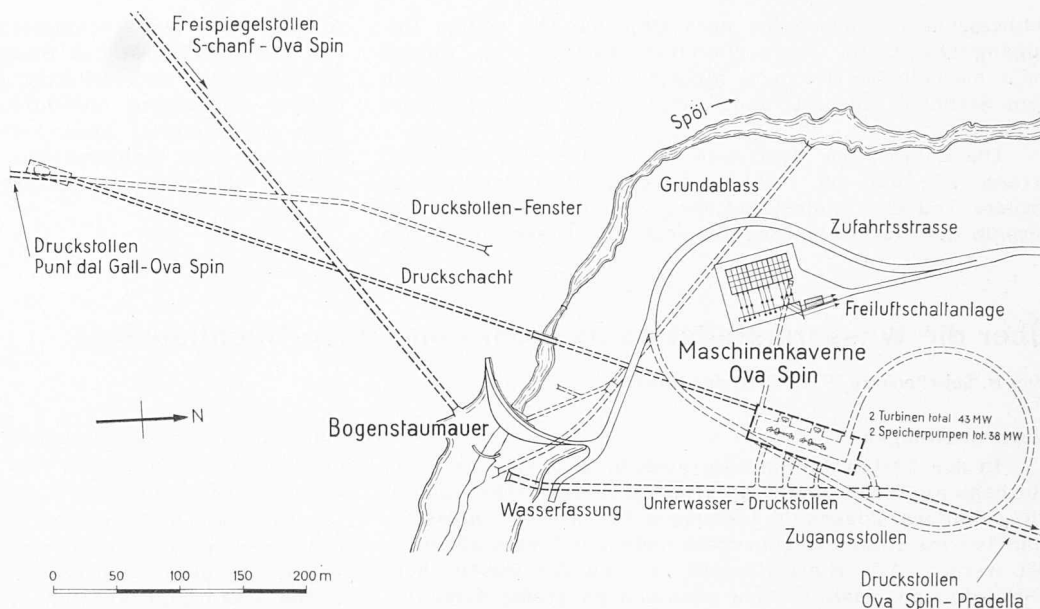 Freispiegelstollen
S-chanf - Ova Spin
Spöl
Grundablass
Druckstollen - Fenster
Zufahrtsstrasse
Druckstollen
Punt dal Gall - Ova Spin
Druckschacht
Freiluftschaltanlage
Maschinenkaverne
Ova Spin
N
2 Turbinen total 43 MW
2 Speicherpumpen tot. 38 MW
Bogenstaumauer
Wasserfassung
Unterwasser - Druckstollen
Zugangsstollen
0 50 100 150 200 m
Druckstollen
Ova Spin - Pradella